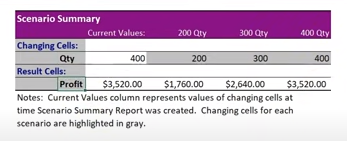 Scenario Summary
Current Values: 200 Qty 300 Qty 400 Qty
Changing Cells:
Qty 400 200 300 400
Result Cells:
Profit $3,520.00 $1,760.00 $2,640.00 $3,520.00
Notes: Current Values column represents values of changing cells at
time Scenario Summary Report was created. Changing cells for each
scenario are highlighted in gray.